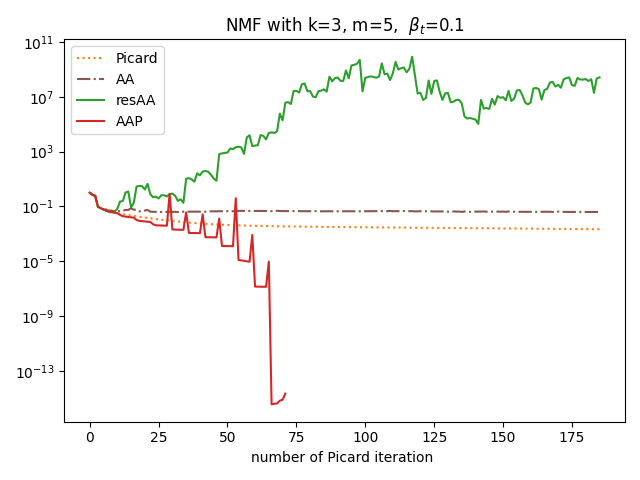 NMF with k=3, m=5, $\beta_t$=0.1
10^11
10^7
10^3
10^−1
10^−5
10^−9
10^−13
Picard
AA
resAA
AAP
0 25 50 75 100 125 150 175
number of Picard iteration